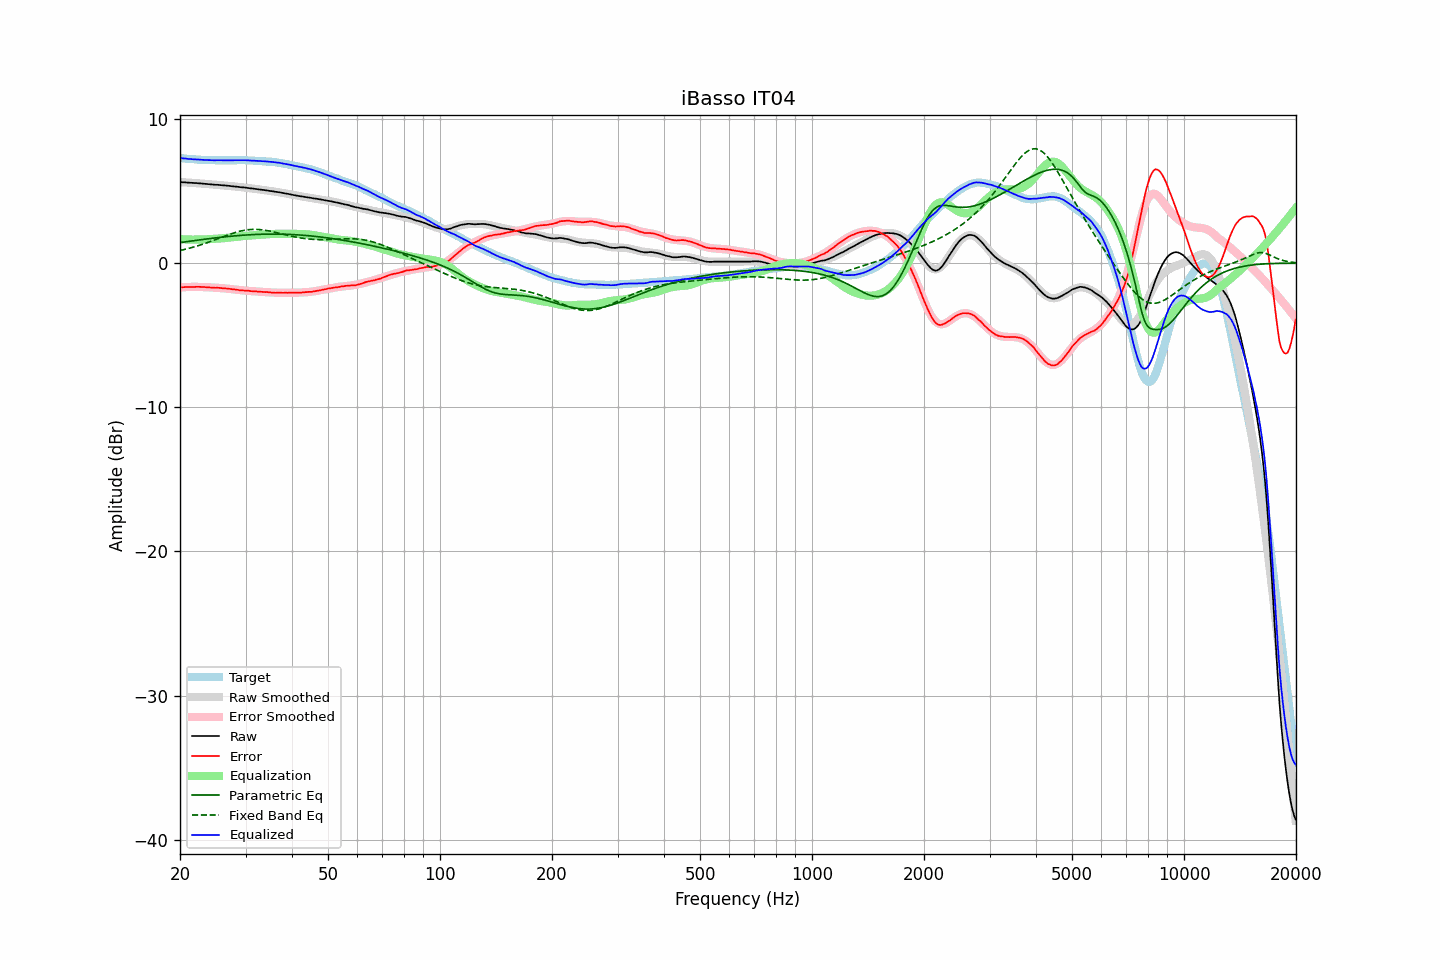 iBasso IT04
10
0
−10
−20
−30
−40
Amplitude (dBr)
Target
Raw Smoothed
Error Smoothed
Raw
Error
Equalization
Parametric Eq
Fixed Band Eq
Equalized
20
50
100
200
500
1000
2000
5000
10000
20000
Frequency (Hz)